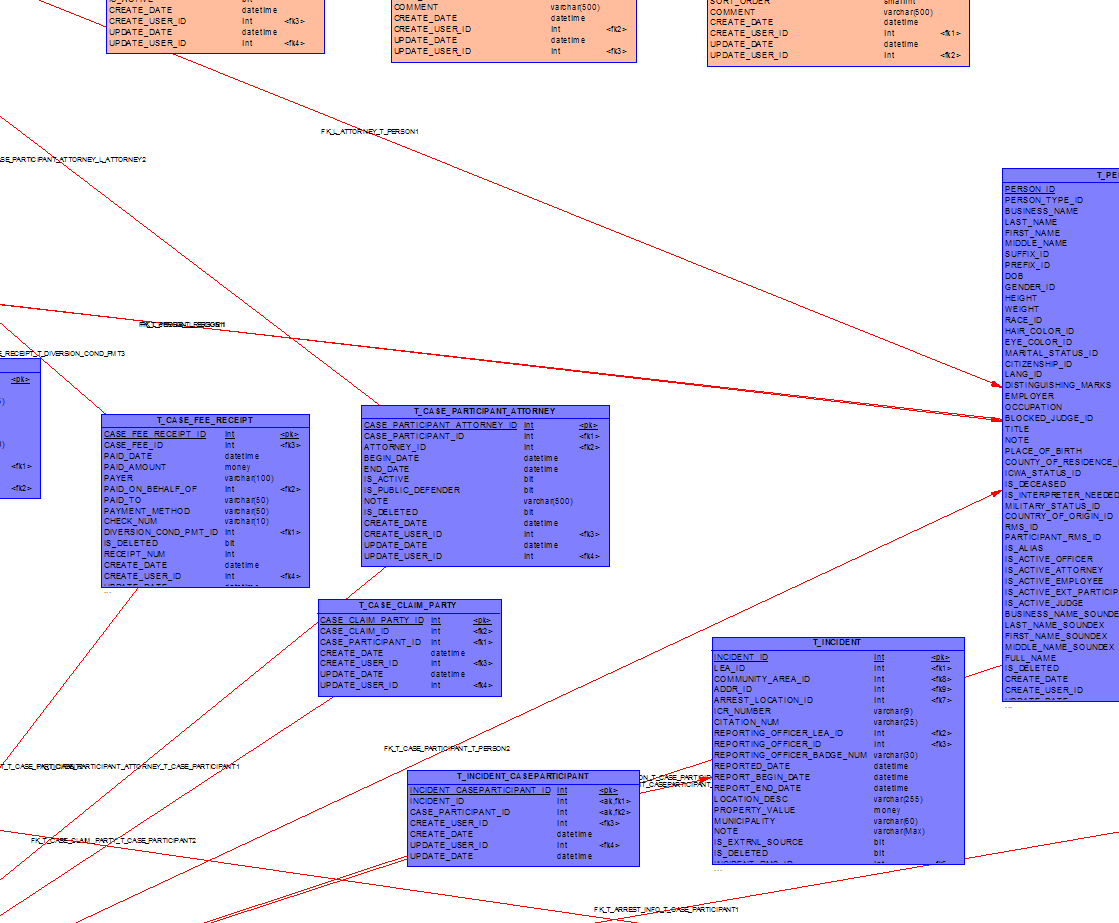 CREATE_DATE datetime
CREATE_USER_ID int <fk3>
UPDATE_DATE datetime
UPDATE_USER_ID int <fk4>
COMMENT varchar(500)
CREATE_DATE datetime
CREATE_USER_ID int <fk2>
UPDATE_DATE datetime
UPDATE_USER_ID int <fk3>
SORT_ORDER smallint
COMMENT varchar(500)
CREATE_DATE datetime
CREATE_USER_ID int <fk1>
UPDATE_DATE datetime
UPDATE_USER_ID int <fk2>
FK_L_ATTORNEY_T_PERSON1
SE_PARTICIPANT_ATTORNEY_L_ATTORNEY2
T_PE
PERSON_ID
PERSON_TYPE_ID
BUSINESS_NAME
LAST_NAME
FIRST_NAME
MIDDLE_NAME
SUFFIX_ID
PREFIX_ID
DOB
GENDER_ID
HEIGHT
WEIGHT
RACE_ID
HAIR_COLOR_ID
EYE_COLOR_ID
MARITAL_STATUS_ID
CITIZENSHIP_ID
LANG_ID
DISTINGUISHING_MARKS
EMPLOYER
OCCUPATION
BLOCKED_JUDGE_ID
TITLE
NOTE
PLACE_OF_BIRTH
COUNTY_OF_RESIDENCE_
ICWA_STATUS_ID
IS_DECEASED
IS_INTERPRETER_NEEDED
MILITARY_STATUS_ID
COUNTRY_OF_ORIGIN_ID
RMS_ID
PARTICIPANT_RMS_ID
IS_ALIAS
IS_ACTIVE_OFFICER
IS_ACTIVE_ATTORNEY
IS_ACTIVE_EMPLOYEE
IS_ACTIVE_EXT_PARTICIP
IS_ACTIVE_JUDGE
BUSINESS_NAME_SOUNDE
LAST_NAME_SOUNDEX
FIRST_NAME_SOUNDEX
MIDDLE_NAME_SOUNDEX
FULL_NAME
IS_DELETED
CREATE_DATE
CREATE_USER_ID
...
E_RECEIPT_T_DIVERSION_COND_PMT3
<pk>
<fk1>
<fk2>
T_CASE_FEE_RECEIPT
CASE_FEE_RECEIPT_ID int <pk>
CASE_FEE_ID int <fk3>
PAID_DATE datetime
PAID_AMOUNT money
PAYER varchar(100)
PAID_ON_BEHALF_OF int <fk2>
PAID_TO varchar(50)
PAYMENT_METHOD varchar(50)
CHECK_NUM varchar(10)
DIVERSION_COND_PMT_ID int <fk1>
IS_DELETED bit
RECEIPT_NUM int
CREATE_DATE datetime
CREATE_USER_ID int <fk4>
UPDATE_DATE datetime
...
T_CASE_PARTICIPANT_ATTORNEY
CASE_PARTICIPANT_ATTORNEY_ID int <pk>
CASE_PARTICIPANT_ID int <fk1>
ATTORNEY_ID int <fk2>
BEGIN_DATE datetime
END_DATE datetime
IS_ACTIVE bit
IS_PUBLIC_DEFENDER bit
NOTE varchar(500)
IS_DELETED bit
CREATE_DATE datetime
CREATE_USER_ID int <fk3>
UPDATE_DATE datetime
UPDATE_USER_ID int <fk4>
T_CASE_CLAIM_PARTY
CASE_CLAIM_PARTY_ID int <pk>
CASE_CLAIM_ID int <fk2>
CASE_PARTICIPANT_ID int <fk1>
CREATE_DATE datetime
CREATE_USER_ID int <fk3>
UPDATE_DATE datetime
UPDATE_USER_ID int <fk4>
T_INCIDENT
INCIDENT_ID int <pk>
LEA_ID int <fk1>
COMMUNITY_AREA_ID int <fk8>
ADDR_ID int <fk9>
ARREST_LOCATION_ID int <fk7>
ICR_NUMBER varchar(9)
CITATION_NUM varchar(25)
REPORTING_OFFICER_LEA_ID int <fk2>
REPORTING_OFFICER_ID int <fk3>
REPORTING_OFFICER_BADGE_NUM varchar(30)
REPORTED_DATE datetime
REPORT_BEGIN_DATE datetime
REPORT_END_DATE datetime
LOCATION_DESC varchar(255)
PROPERTY_VALUE money
MUNICIPALITY varchar(60)
NOTE varchar(Max)
IS_EXTRNL_SOURCE bit
IS_DELETED bit
...
FK_T_CASE_PARTICIPANT_T_PERSON2
PARTICIPANT_ATTORNEY_T_CASE_PARTICIPANT1
T_INCIDENT_CASEPARTICIPANT
INCIDENT_CASEPARTICIPANT_ID int <pk>
INCIDENT_ID int <ak,fk1>
CASE_PARTICIPANT_ID int <ak,fk2>
CREATE_USER_ID int <fk3>
CREATE_DATE datetime
UPDATE_USER_ID int <fk4>
UPDATE_DATE datetime
FK_T_CASE_CLAIM_PARTY_T_CASE_PARTICIPANT2
FK_T_ARREST_INFO_T_CASE_PARTICIPANT1